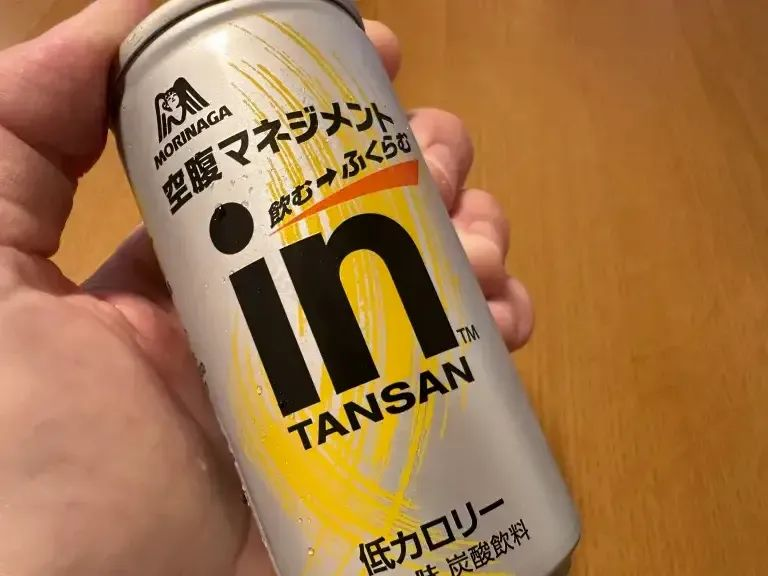 MORINAGA
空腹マネジメント
飲む→ふくらむ
in™
TANSAN
低カロリー
味 炭酸飲料